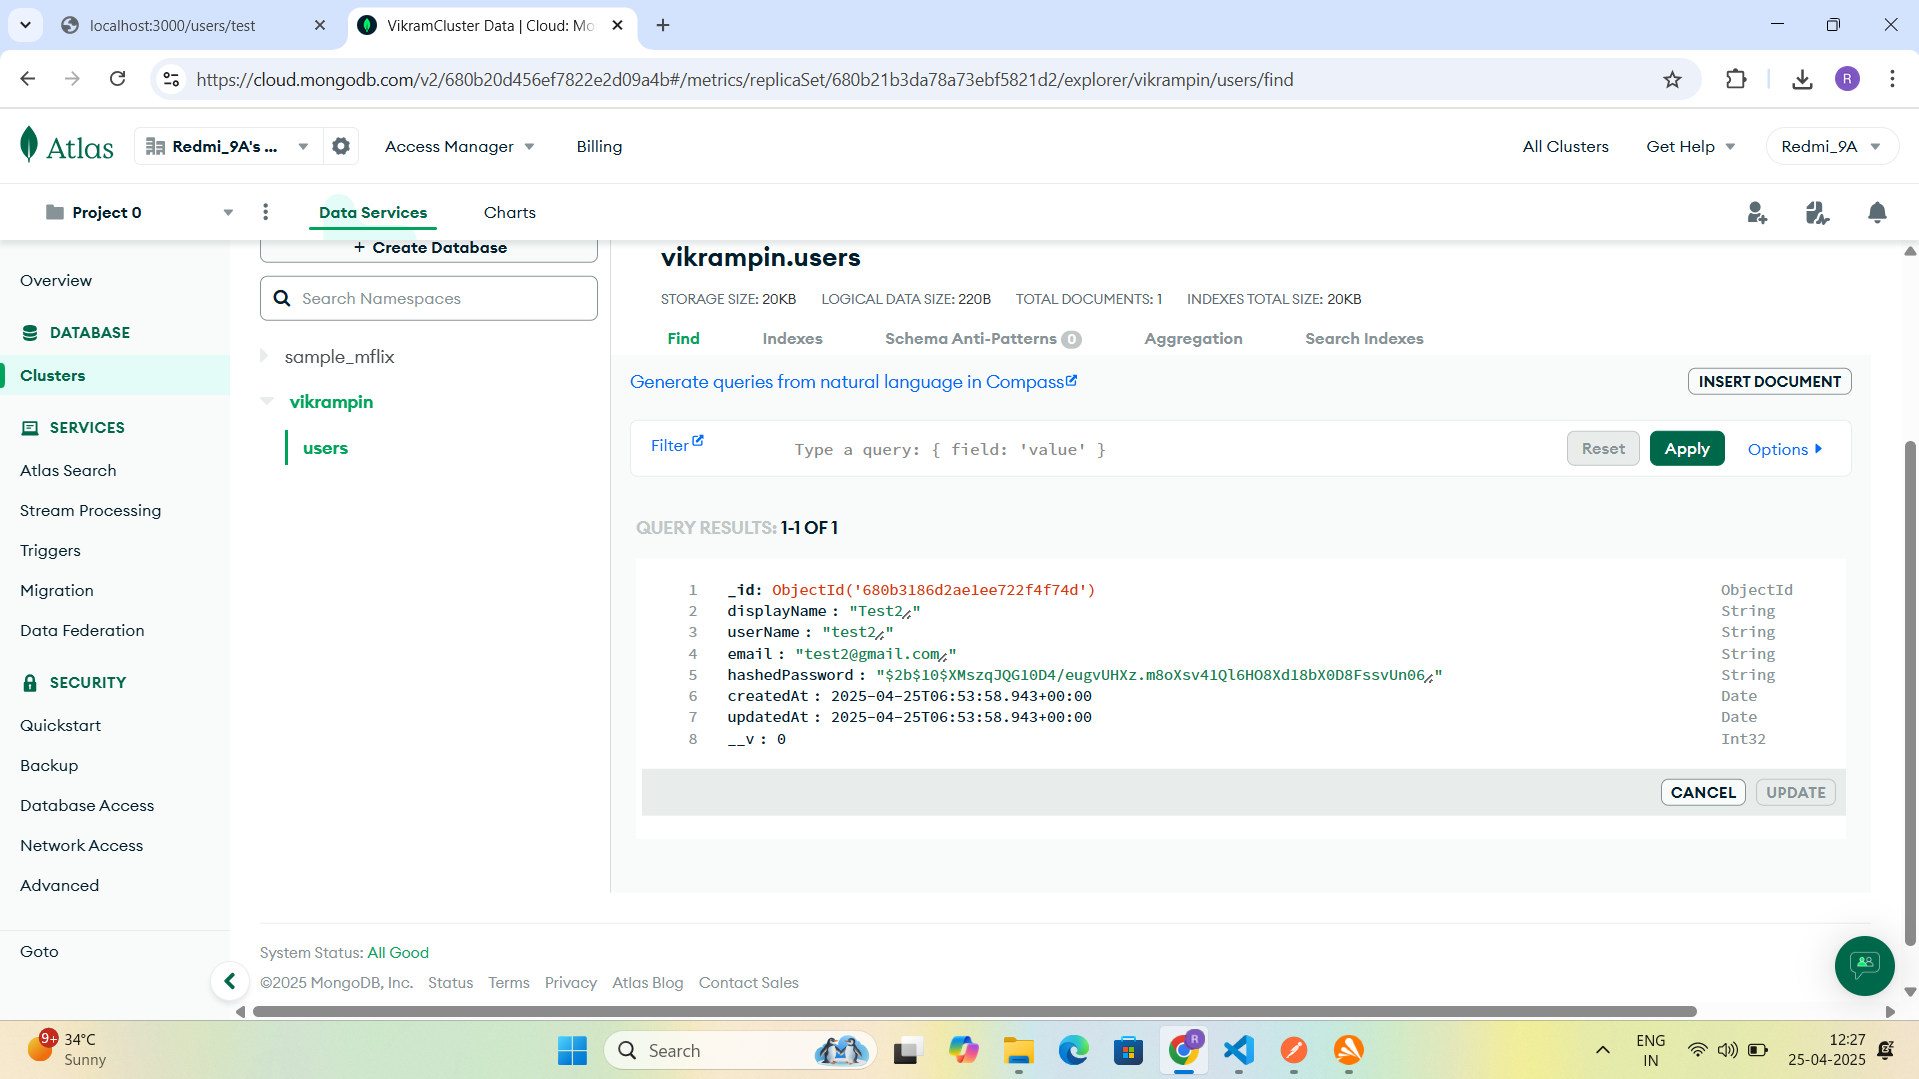 localhost:3000/users/test
VikramCluster Data | Cloud: Mo
https://cloud.mongodb.com/v2/680b20d456ef7822e2d09a4b#/metrics/replicaSet/680b21b3da78a73ebf5821d2/explorer/vikrampin/users/find
R
Atlas
Redmi_9A's ...
Access Manager
Billing
All Clusters
Get Help
Redmi_9A
Project 0
Data Services
Charts
Overview
DATABASE
Clusters
SERVICES
Atlas Search
Stream Processing
Triggers
Migration
Data Federation
SECURITY
Quickstart
Backup
Database Access
Network Access
Advanced
Goto
+ Create Database
Search Namespaces
sample_mflix
vikrampin
users
vikrampin.users
STORAGE SIZE: 20KB LOGICAL DATA SIZE: 220B TOTAL DOCUMENTS: 1 INDEXES TOTAL SIZE: 20KB
Find Indexes Schema Anti-Patterns 0 Aggregation Search Indexes
Generate queries from natural language in Compass
INSERT DOCUMENT
Filter
Type a query: { field: 'value' }
Reset
Apply
Options
QUERY RESULTS: 1-1 OF 1
1 _id: ObjectId('680b3186d2ae1ee722f4f74d') ObjectId
2 displayName : "Test2" String
3 userName : "test2" String
4 email : "test2@gmail.com" String
5 hashedPassword : "$2b$10$XMszqJQG10D4/eugvUHXz.m8oXsv41Ql6HO8Xd18bX0D8FssvUn06" String
6 createdAt : 2025-04-25T06:53:58.943+00:00 Date
7 updatedAt : 2025-04-25T06:53:58.943+00:00 Date
8 __v : 0 Int32
CANCEL
UPDATE
System Status: All Good
©2025 MongoDB, Inc. Status Terms Privacy Atlas Blog Contact Sales
9+
34°C
Sunny
Search
R
ENG
IN
12:27
25-04-2025